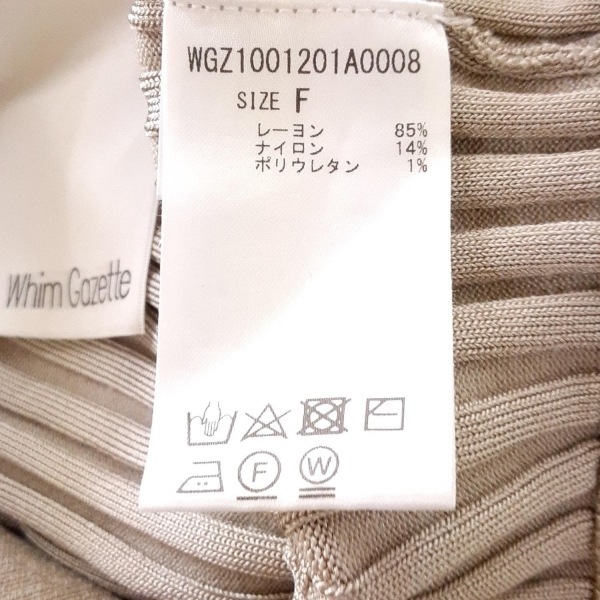 WGZ1001201A0008
SIZE F
レーヨン 85%
ナイロン 14%
ポリウレタン 1%
Whim Gazette
F W